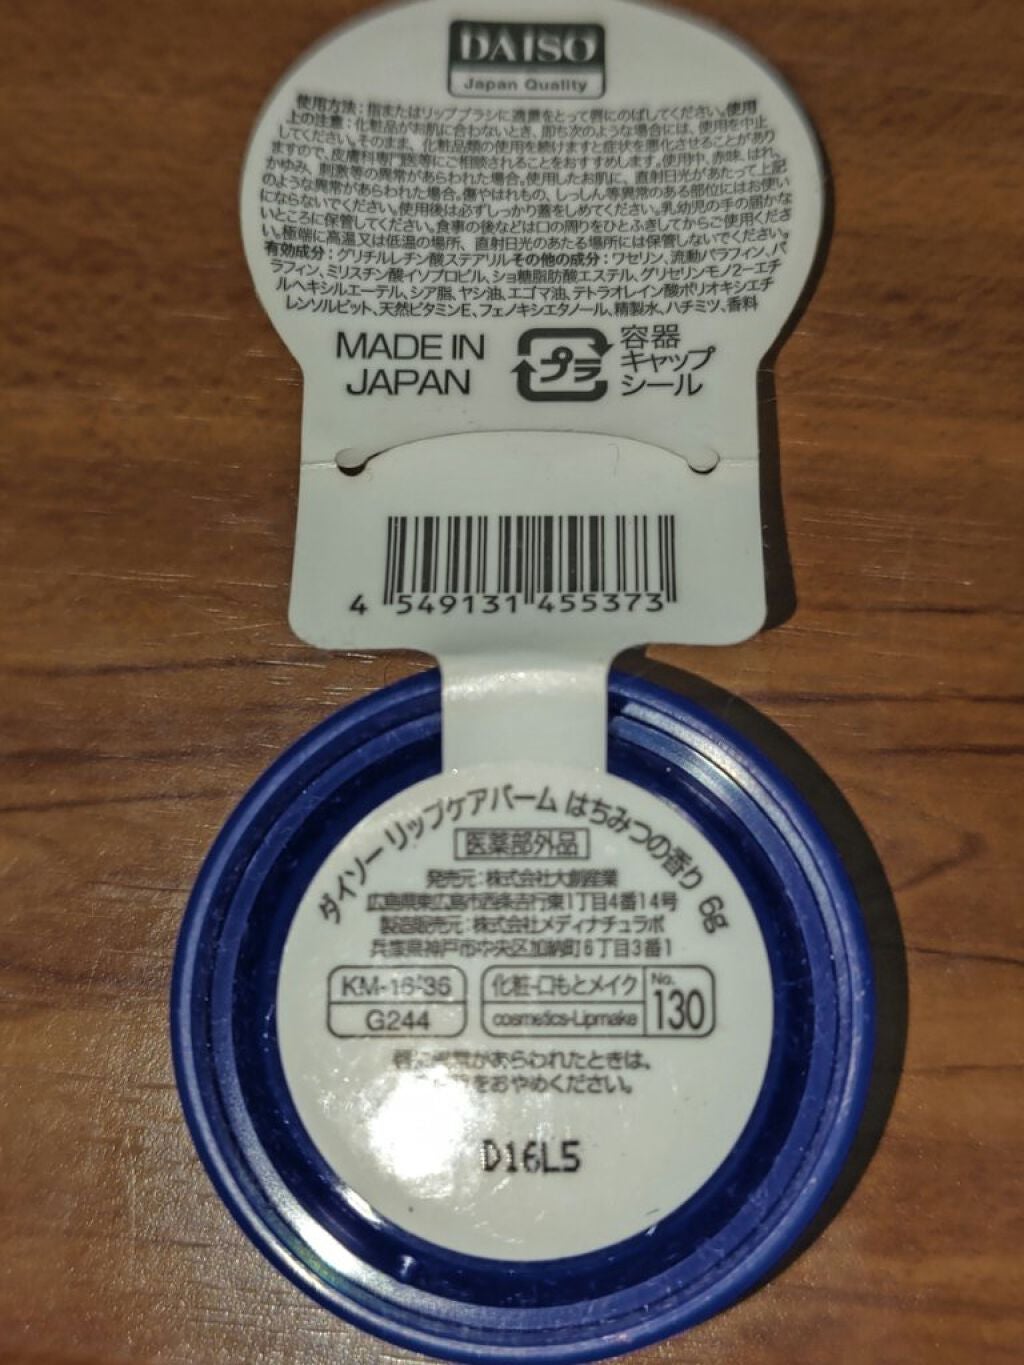 DAISO
Japan Quality
使用方法：指またはリップブラシに適量をとって唇にのばしてください。使用
上の注意：化粧品がお肌に合わないとき、即ち次のような場合には、使用を中止
してください。そのまま、化粧品類の使用を続けますと症状を悪化させることがあり
ますので、皮膚科専門医等にご相談されることをおすすめします。使用中、赤味、はれ、
かゆみ、刺激等の異常があらわれた場合。使用したお肌に、直射日光があたって上記
のような異常があらわれた場合。傷やはれもの、しっしん等異常のある部位にはお使い
にならないでください。使用後は必ずしっかり蓋をしめてください。乳幼児の手の届かな
いところに保管してください。食事の後などは口の周りをひとふきしてからご使用くださ
い。極端に高温又は低温の場所、直射日光のあたる場所には保管しないでください。
有効成分：グリチルレチン酸ステアリルその他の成分：ワセリン、流動パラフィン、パ
ラフィン、ミリスチン酸イソプロピル、ショ糖脂肪酸エステル、グリセリンモノ2ーエチ
ルヘキシルエーテル、シア脂、ヤシ油、エゴマ油、テトラオレイン酸ポリオキシエチ
レンソルビット、天然ビタミンE、フェノキシエタノール、精製水、ハチミツ、香料
MADE IN
JAPAN
プラ
容器
キャップ
シール
4 549131 455373
ダイソー リップケアバーム はちみつの香り 6g
医薬部外品
発売元：株式会社大創産業
広島県東広島市西条吉行東1丁目4番14号
製造販売元：株式会社メディナチュラボ
兵庫県神戸市中央区加納町6丁目3番1
KM-16-'36
G244
化粧-口もとメイク
cosmetics-Lipmake
No.
130
があらわれたときは、
をおやめください。
D16L5